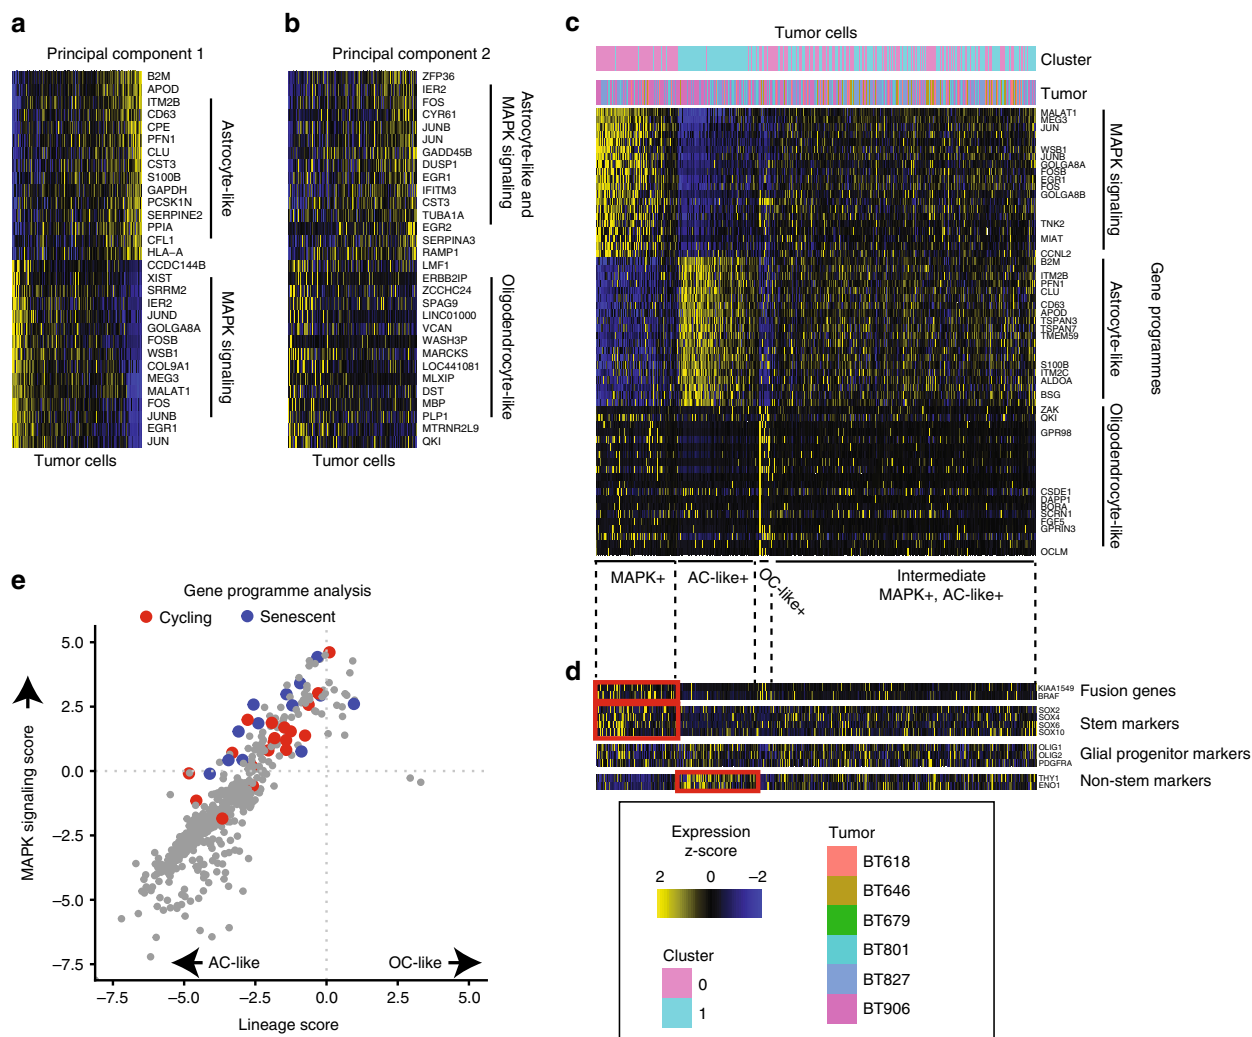 a
Principal component 1
B2M
APOD
ITM2B
CD63
CPE
PFN1
CLU
CST3
S100B
GAPDH
PCSK1N
SERPINE2
PPIA
CFL1
HLA-A
CCDC144B
XIST
SRRM2
IER2
JUND
GOLGA8A
FOSB
WSB1
COL9A1
MEG3
MALAT1
FOS
JUNB
EGR1
JUN
Astrocyte-like
MAPK signaling
Tumor cells
b
Principal component 2
ZFP36
IER2
FOS
CYR61
JUNB
JUN
GADD45B
DUSP1
EGR1
IFITM3
CST3
TUBA1A
EGR2
SERPINA3
RAMP1
LMF1
ERBB2IP
ZCCHC24
SPAG9
LINC01000
VCAN
WASH3P
MARCKS
LOC441081
MLXIP
DST
MBP
PLP1
MTRNR2L9
QKI
Astrocyte-like and
MAPK signaling
Oligodendrocyte-like
Tumor cells
c
Tumor cells
Cluster
Tumor
MALAT1
MEG3
JUN
WSB1
JUNB
GOLGA8A
FOSB
EGR1
FOS
GOLGA8B
TNK2
MIAT
CCNL2
B2M
ITM2B
PFN1
CLU
CD63
APOD
TSPAN3
TSPAN7
TMEM59
S100B
ITM2C
ALDOA
BSG
ZAK
QKI
GPR98
CSDE1
DAPP1
BORA
SCRN1
FGF5
GPRIN3
OCLM
MAPK signaling
Astrocyte-like
Oligodendrocyte-like
Gene programmes
MAPK+
AC-like+
OC-like+
Intermediate
MAPK+, AC-like+
d
KIAA1549
BRAF
Fusion genes
SOX2
SOX4
SOX6
SOX10
Stem markers
OLIG1
OLIG2
PDGFRA
Glial progenitor markers
THY1
ENO1
Non-stem markers
Expression
z-score
2 0 −2
Cluster
0
1
Tumor
BT618
BT646
BT679
BT801
BT827
BT906
e
Gene programme analysis
Cycling
Senescent
MAPK signaling score
5.0
2.5
0.0
−2.5
−5.0
−7.5
AC-like
OC-like
−7.5 −5.0 −2.5 0.0 2.5 5.0
Lineage score